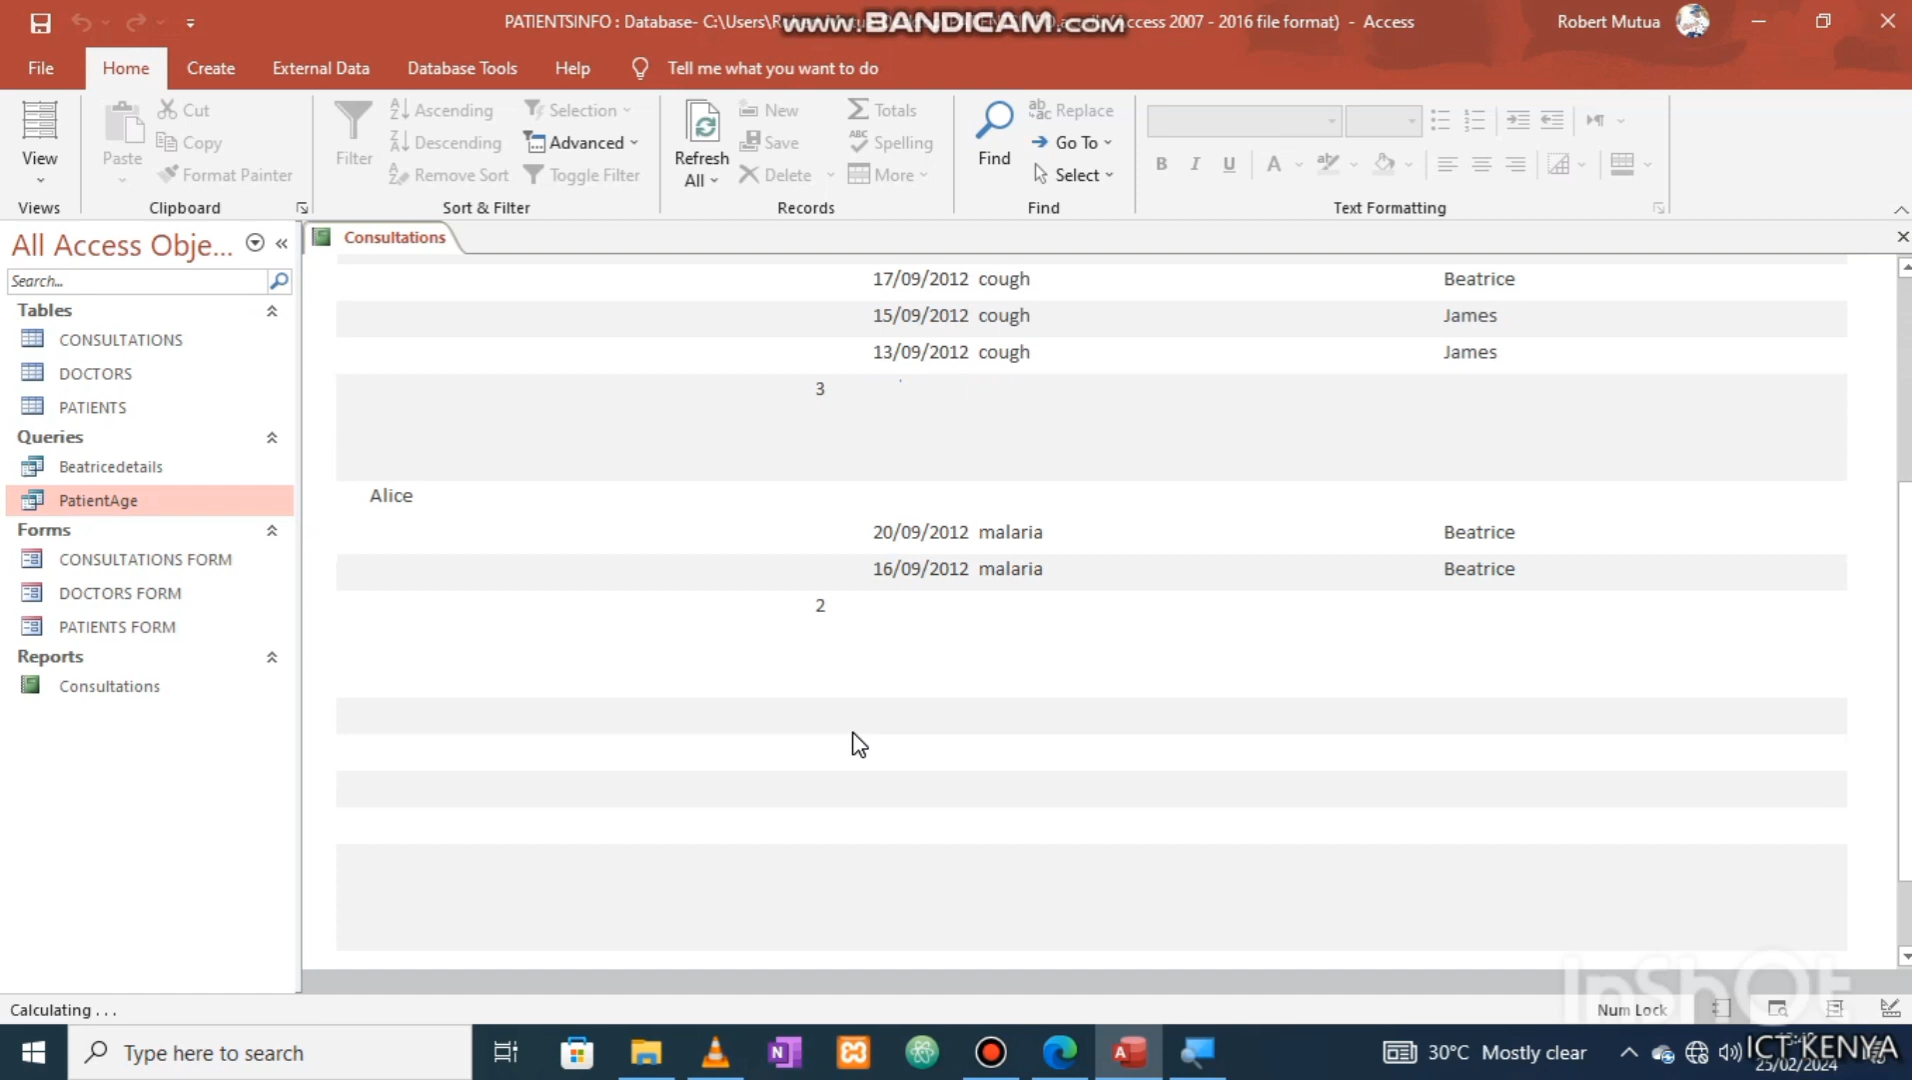 PATIENTSINFO : Database- C:\Users\R www.BANDICAM.com Access 2007 - 2016 file format) - Access
Robert Mutua
File
Home
Create
External Data
Database Tools
Help
Tell me what you want to do
View
Views
Paste
Cut
Copy
Format Painter
Clipboard
Filter
Ascending
Descending
Remove Sort
Selection
Advanced
Toggle Filter
Sort & Filter
Refresh
All
New
Save
Delete
Totals
Spelling
More
Records
Find
Replace
Go To
Select
Find
B I U A
Text Formatting
All Access Obje...
Search...
Tables
CONSULTATIONS
DOCTORS
PATIENTS
Queries
Beatricedetails
PatientAge
Forms
CONSULTATIONS FORM
DOCTORS FORM
PATIENTS FORM
Reports
Consultations
Consultations
17/09/2012 cough Beatrice
15/09/2012 cough James
13/09/2012 cough James
3
Alice
20/09/2012 malaria Beatrice
16/09/2012 malaria Beatrice
2
InShOt
Calculating . . .
Num Lock
Type here to search
30°C Mostly clear
ICT KENYA
25/02/2024